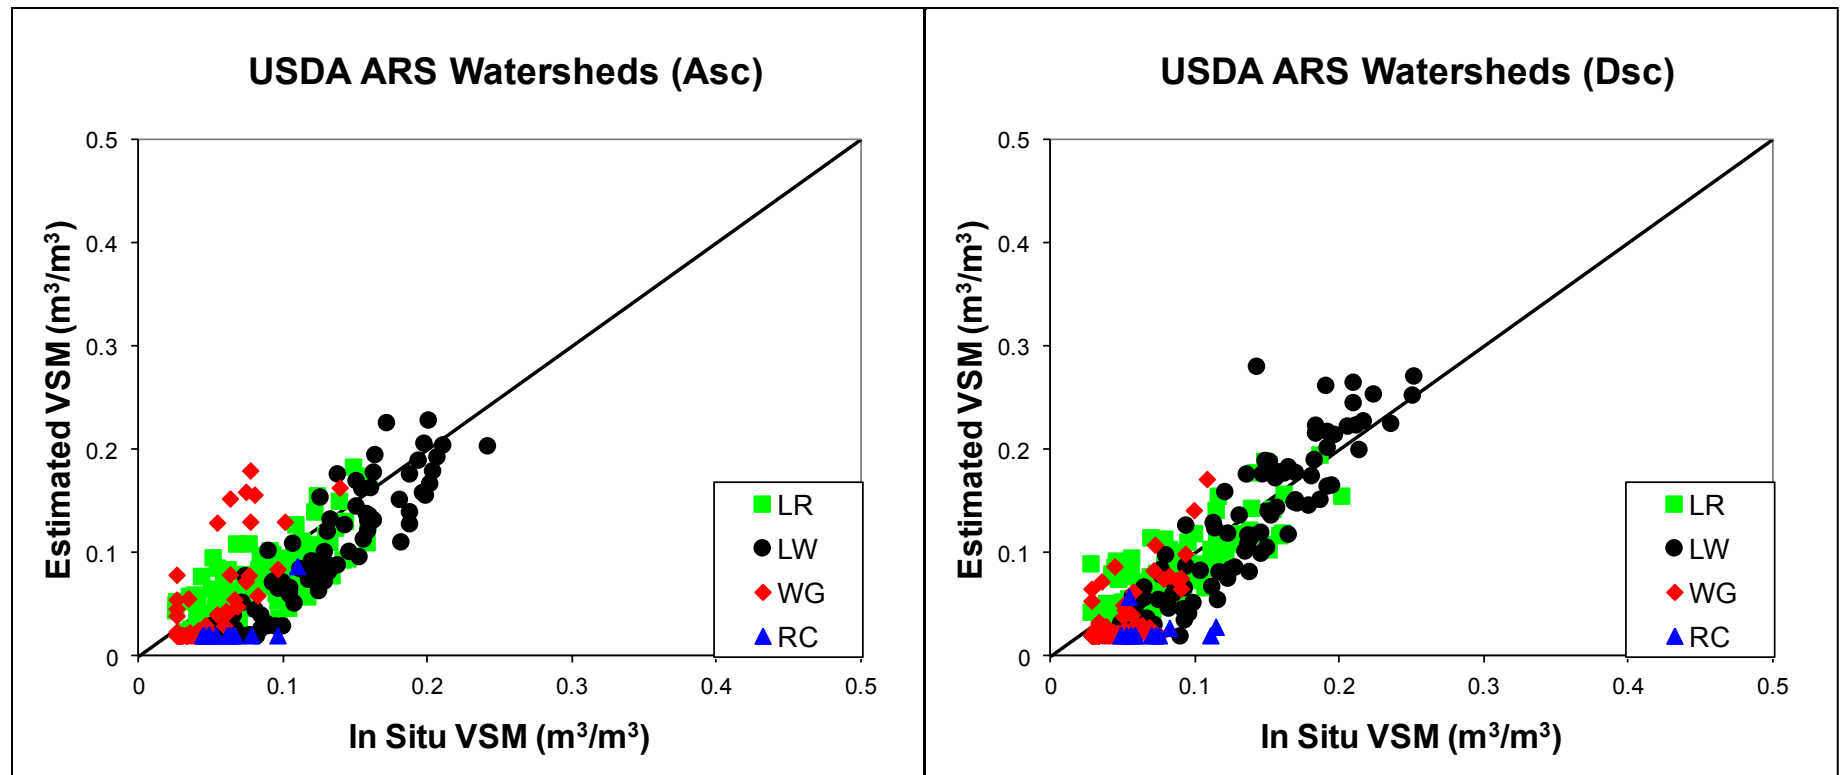 USDA ARS Watersheds (Asc)
Estimated VSM (m³/m³)
0.5
0.4
0.3
0.2
0.1
0
0
0.1
0.2
0.3
0.4
0.5
In Situ VSM (m³/m³)
LR
LW
WG
RC
USDA ARS Watersheds (Dsc)
Estimated VSM (m³/m³)
0.5
0.4
0.3
0.2
0.1
0
0
0.1
0.2
0.3
0.4
0.5
In Situ VSM (m³/m³)
LR
LW
WG
RC